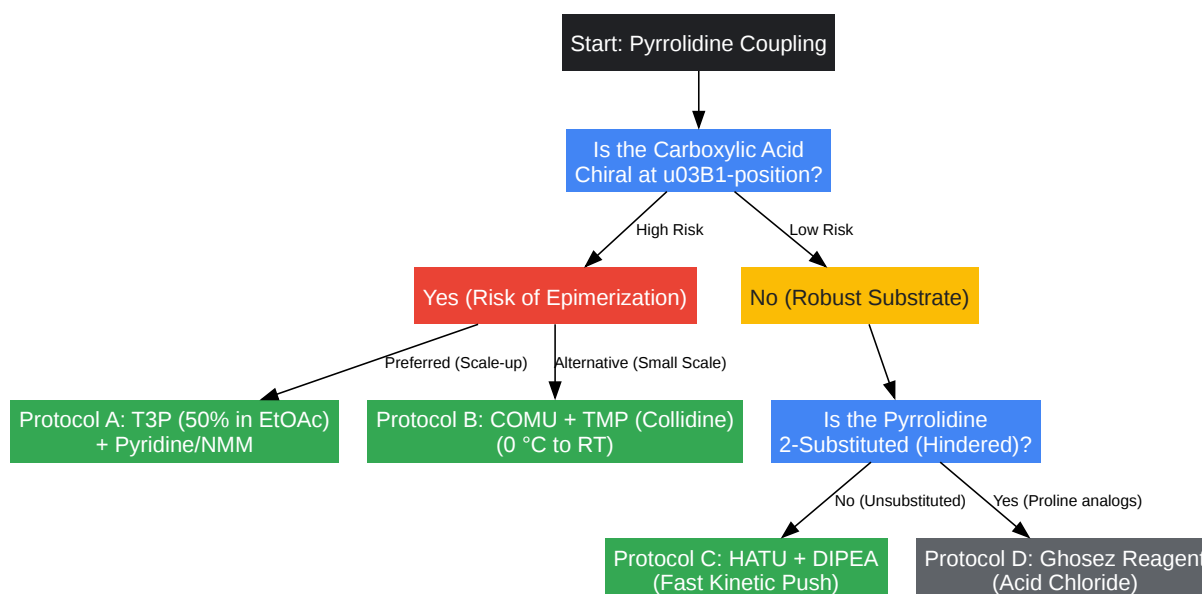 Start: Pyrrolidine Coupling
Is the Carboxylic Acid
Chiral at u03B1-position?
High Risk
Low Risk
Yes (Risk of Epimerization)
No (Robust Substrate)
Preferred (Scale-up)
Alternative (Small Scale)
Protocol A: T3P (50% in EtOAc)
+ Pyridine/NMM
Protocol B: COMU + TMP (Collidine)
(0 °C to RT)
Is the Pyrrolidine
2-Substituted (Hindered)?
No (Unsubstituted)
Yes (Proline analogs)
Protocol C: HATU + DIPEA
(Fast Kinetic Push)
Protocol D: Ghosez Reagent
(Acid Chloride)